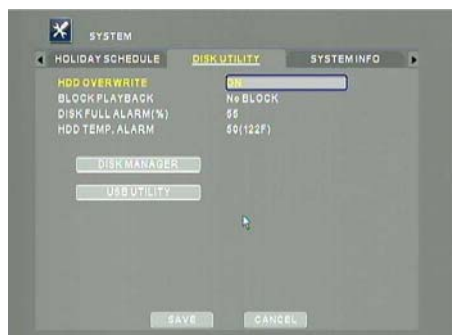 SYSTEM
HOLIDAY SCHEDULE DISK UTILITY SYSTEM INFO
HDD OVERWRITE ON
BLOCK PLAYBACK No BLOCK
DISK FULL ALARM(%) 55
HDD TEMP. ALARM 50(122F)
DISK MANAGER
USB UTILITY
SAVE CANCEL